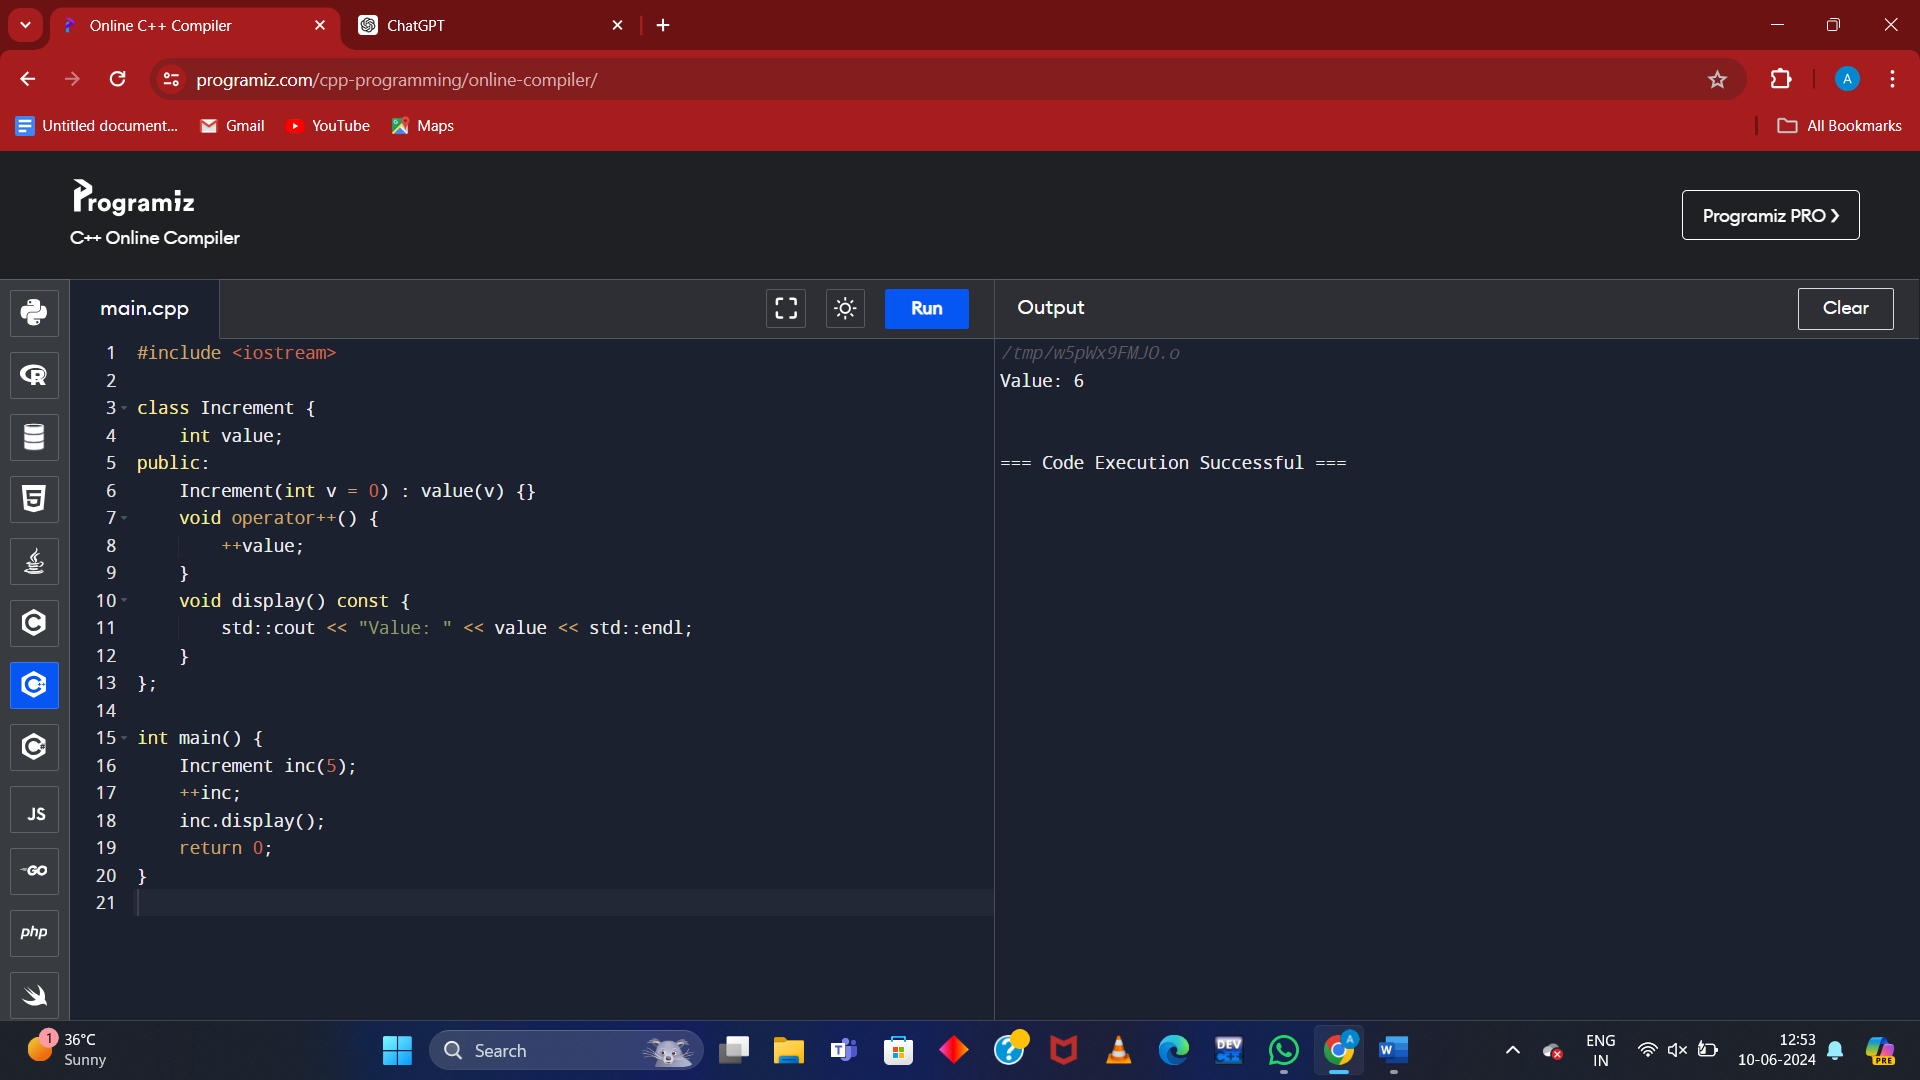 Online C++ Compiler
ChatGPT
programiz.com/cpp-programming/online-compiler/
A
Untitled document...
Gmail
YouTube
Maps
All Bookmarks
Programiz
C++ Online Compiler
Programiz PRO ❯
main.cpp
Run
Output
Clear
1 #include <iostream>
2
3 class Increment {
4     int value;
5 public:
6     Increment(int v = 0) : value(v) {}
7     void operator++() {
8         ++value;
9     }
10     void display() const {
11         std::cout << "Value: " << value << std::endl;
12     }
13 };
14
15 int main() {
16     Increment inc(5);
17     ++inc;
18     inc.display();
19     return 0;
20 }
21
/tmp/w5pWx9FMJO.o
Value: 6
=== Code Execution Successful ===
R
5
C
C++
C#
JS
GO
php
1
36°C
Sunny
Search
T
?
DEV
C++
A
W
ENG
IN
12:53
10-06-2024
PRE